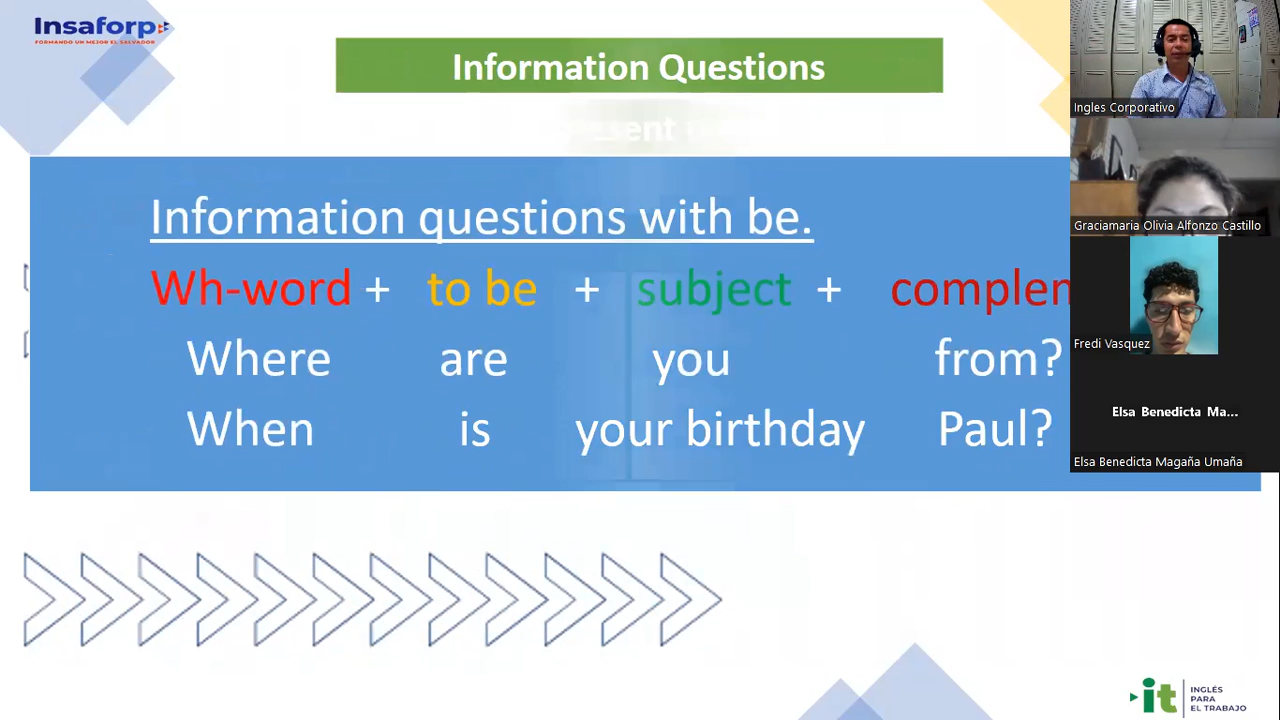 Insaforp
FORMANDO UN MEJOR EL SALVADOR
Information Questions
Information questions with be.
Wh-word + to be + subject + complem
Where are you from?
When is your birthday Paul?
Ingles Corporativo
Graciamaria Olivia Alfonzo Castillo
Fredi Vasquez
Elsa Benedicta Ma...
Elsa Benedicta Magaña Umaña
it INGLÉS
PARA
EL TRABAJO